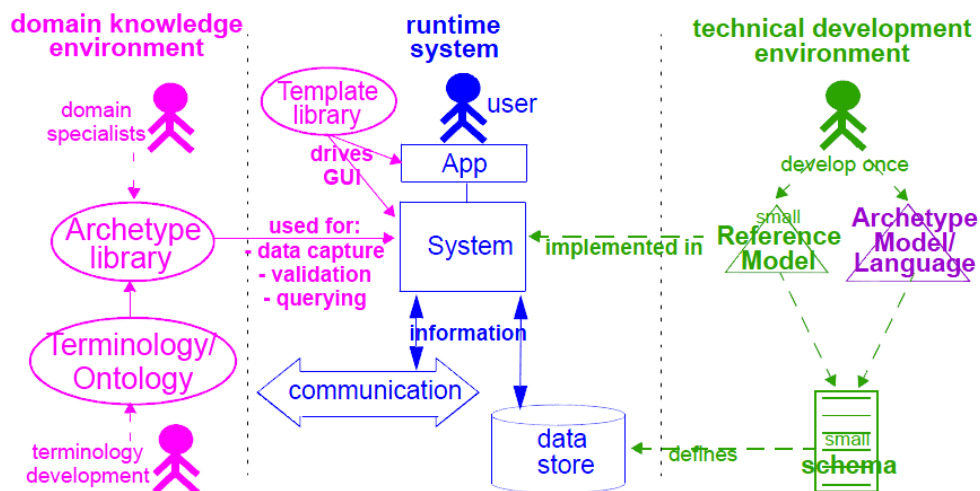 domain knowledge
environment
domain
specialists
Archetype
library
Terminology/
Ontology
terminology
development
runtime
system
Template
library
user
drives
GUI
App
used for:
- data capture
- validation
- querying
System
information
communication
data
store
technical development
environment
develop once
small
Reference
Model
Archetype
Model/
Language
implemented in
small
schema
defines